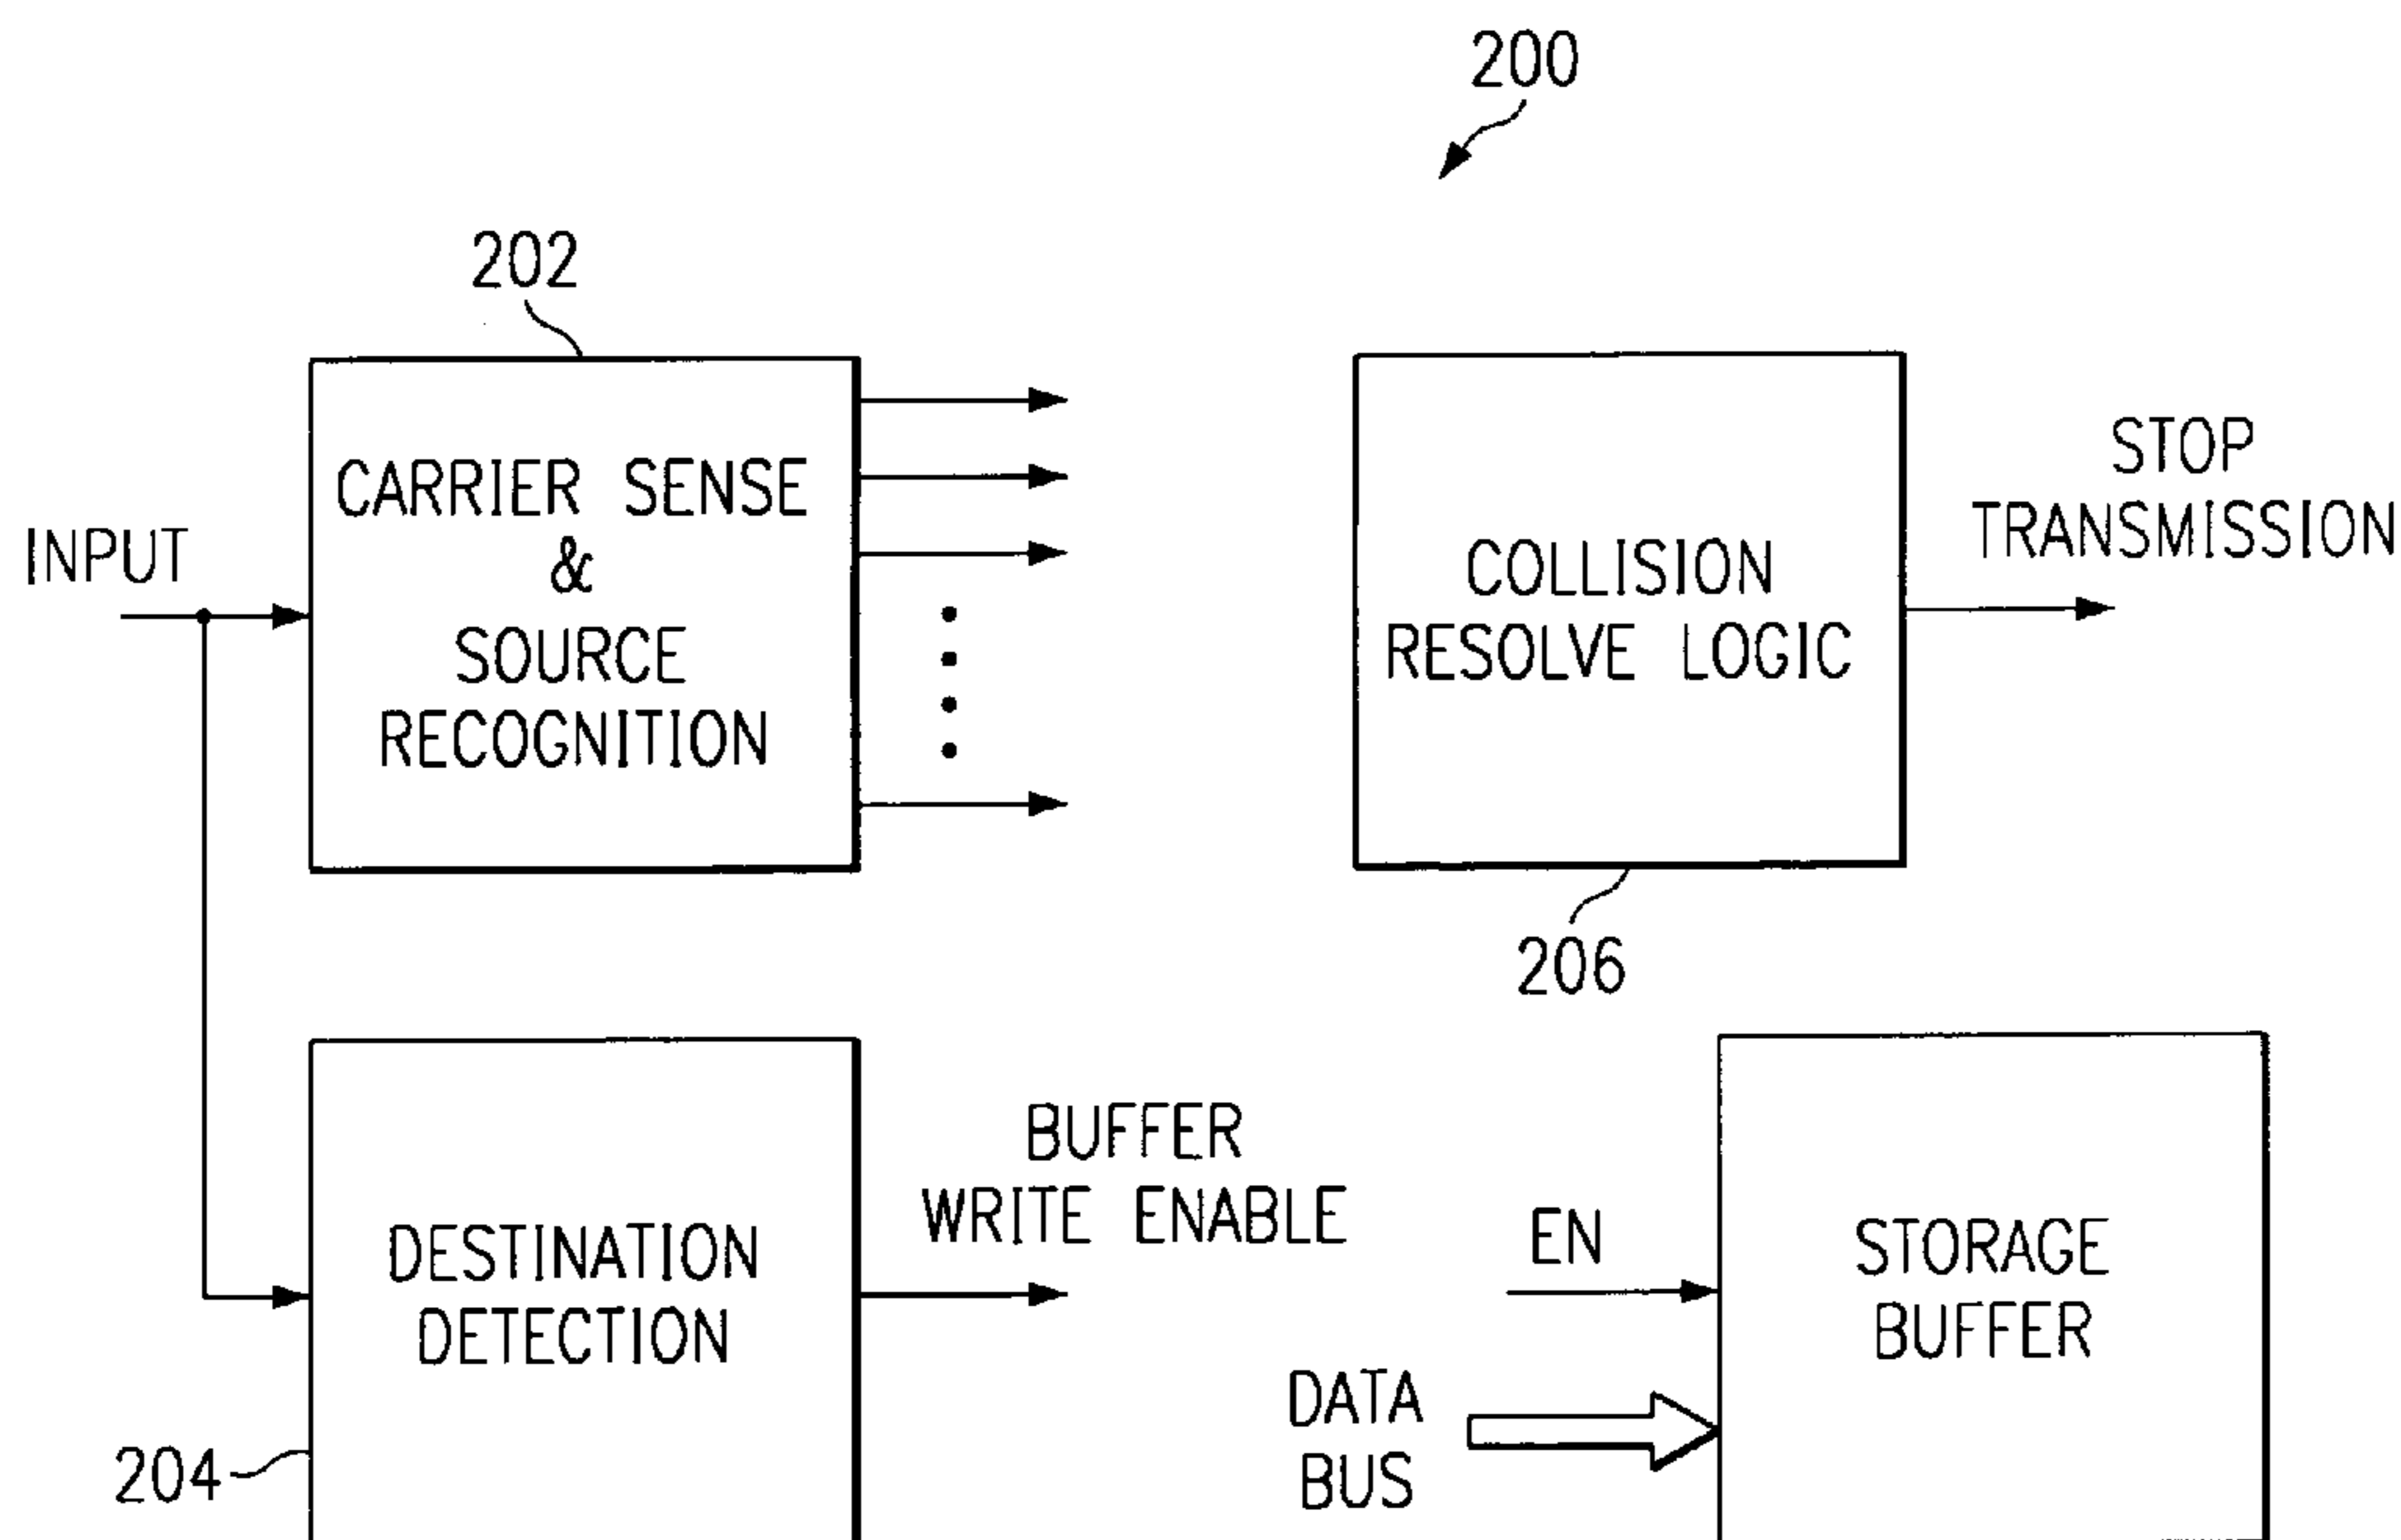 200
202
CARRIER SENSE
&
SOURCE
RECOGNITION
INPUT
COLLISION
RESOLVE LOGIC
STOP
TRANSMISSION
206
DESTINATION
DETECTION
204
BUFFER
WRITE ENABLE
EN
DATA
BUS
STORAGE
BUFFER